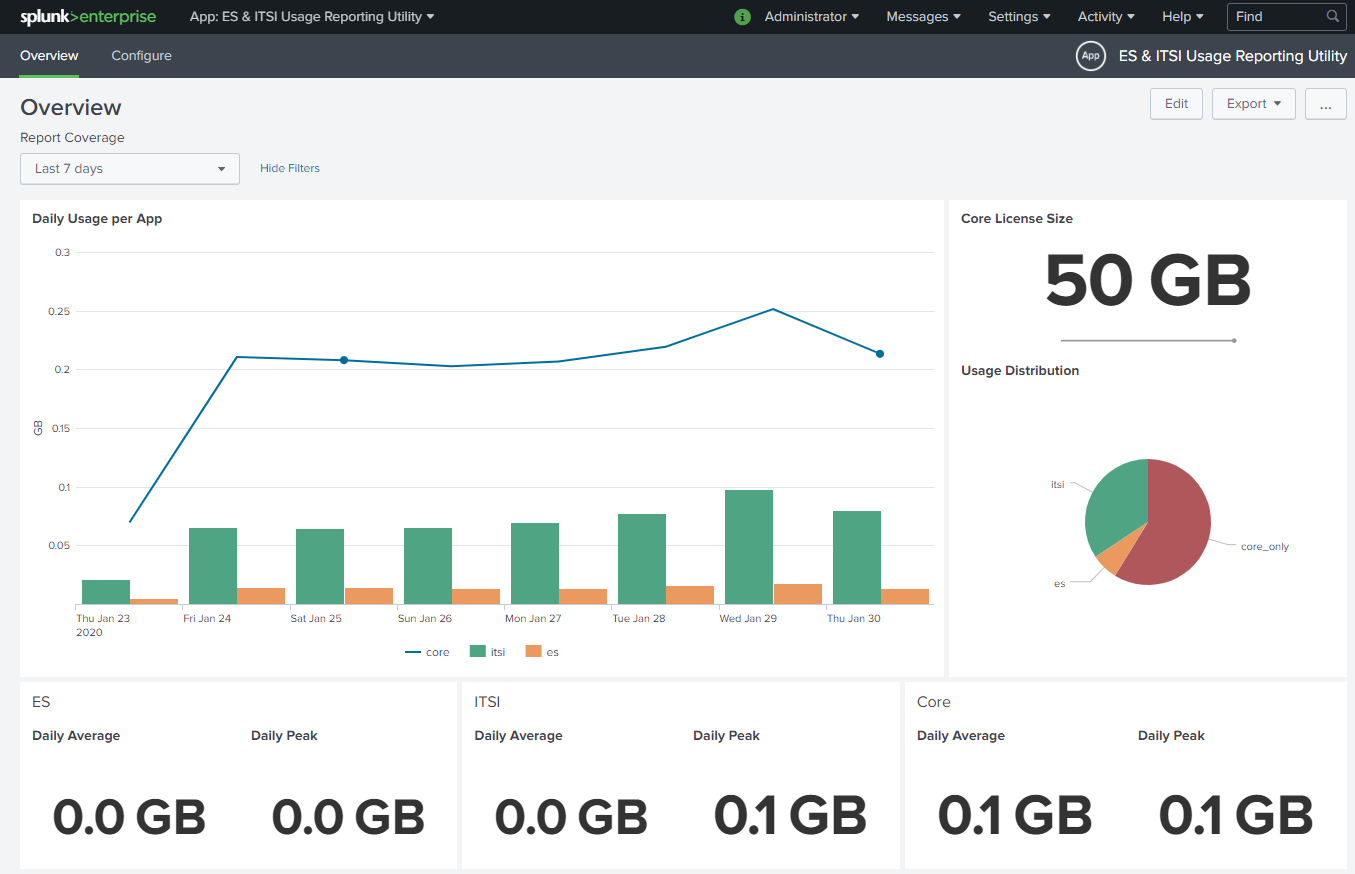 splunk>enterprise App: ES & ITSI Usage Reporting Utility i Administrator Messages Settings Activity Help Find
Overview Configure App ES & ITSI Usage Reporting Utility
Overview Edit Export ...
Report Coverage
Last 7 days Hide Filters
Daily Usage per App
0.3
0.25
0.2
0.15
0.1
0.05
GB
Thu Jan 23 Fri Jan 24 Sat Jan 25 Sun Jan 26 Mon Jan 27 Tue Jan 28 Wed Jan 29 Thu Jan 30
2020
core itsi es
Core License Size
50 GB
Usage Distribution
itsi
core_only
es
ES
Daily Average Daily Peak
0.0 GB 0.0 GB
ITSI
Daily Average Daily Peak
0.0 GB 0.1 GB
Core
Daily Average Daily Peak
0.1 GB 0.1 GB